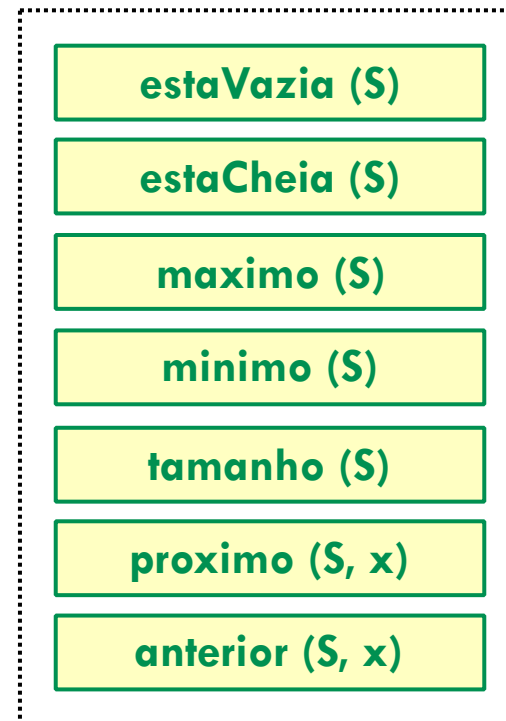 estaVazia (S)
estaCheia (S)
maximo (S)
minimo (S)
tamanho (S)
proximo (S, x)
anterior (S, x)